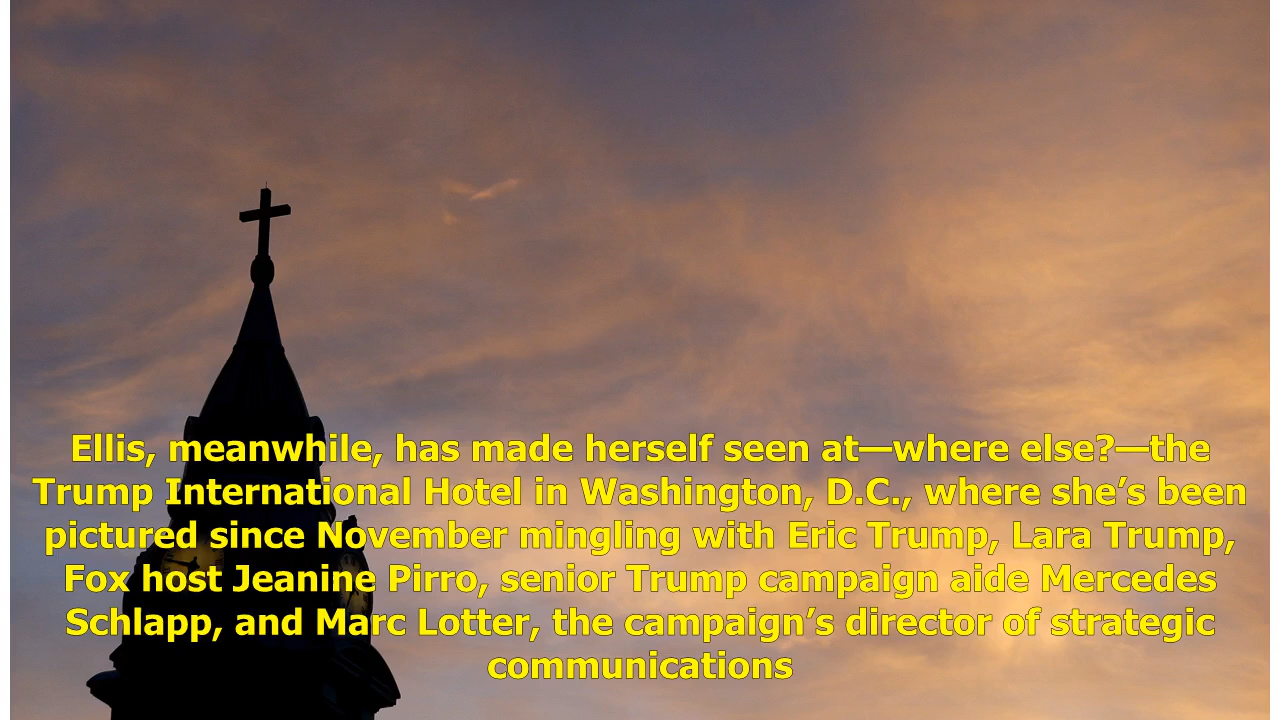 Ellis, meanwhile, has made herself seen at—where else?—the
Trump International Hotel in Washington, D.C., where she’s been
pictured since November mingling with Eric Trump, Lara Trump,
Fox host Jeanine Pirro, senior Trump campaign aide Mercedes
Schlapp, and Marc Lotter, the campaign’s director of strategic
communications